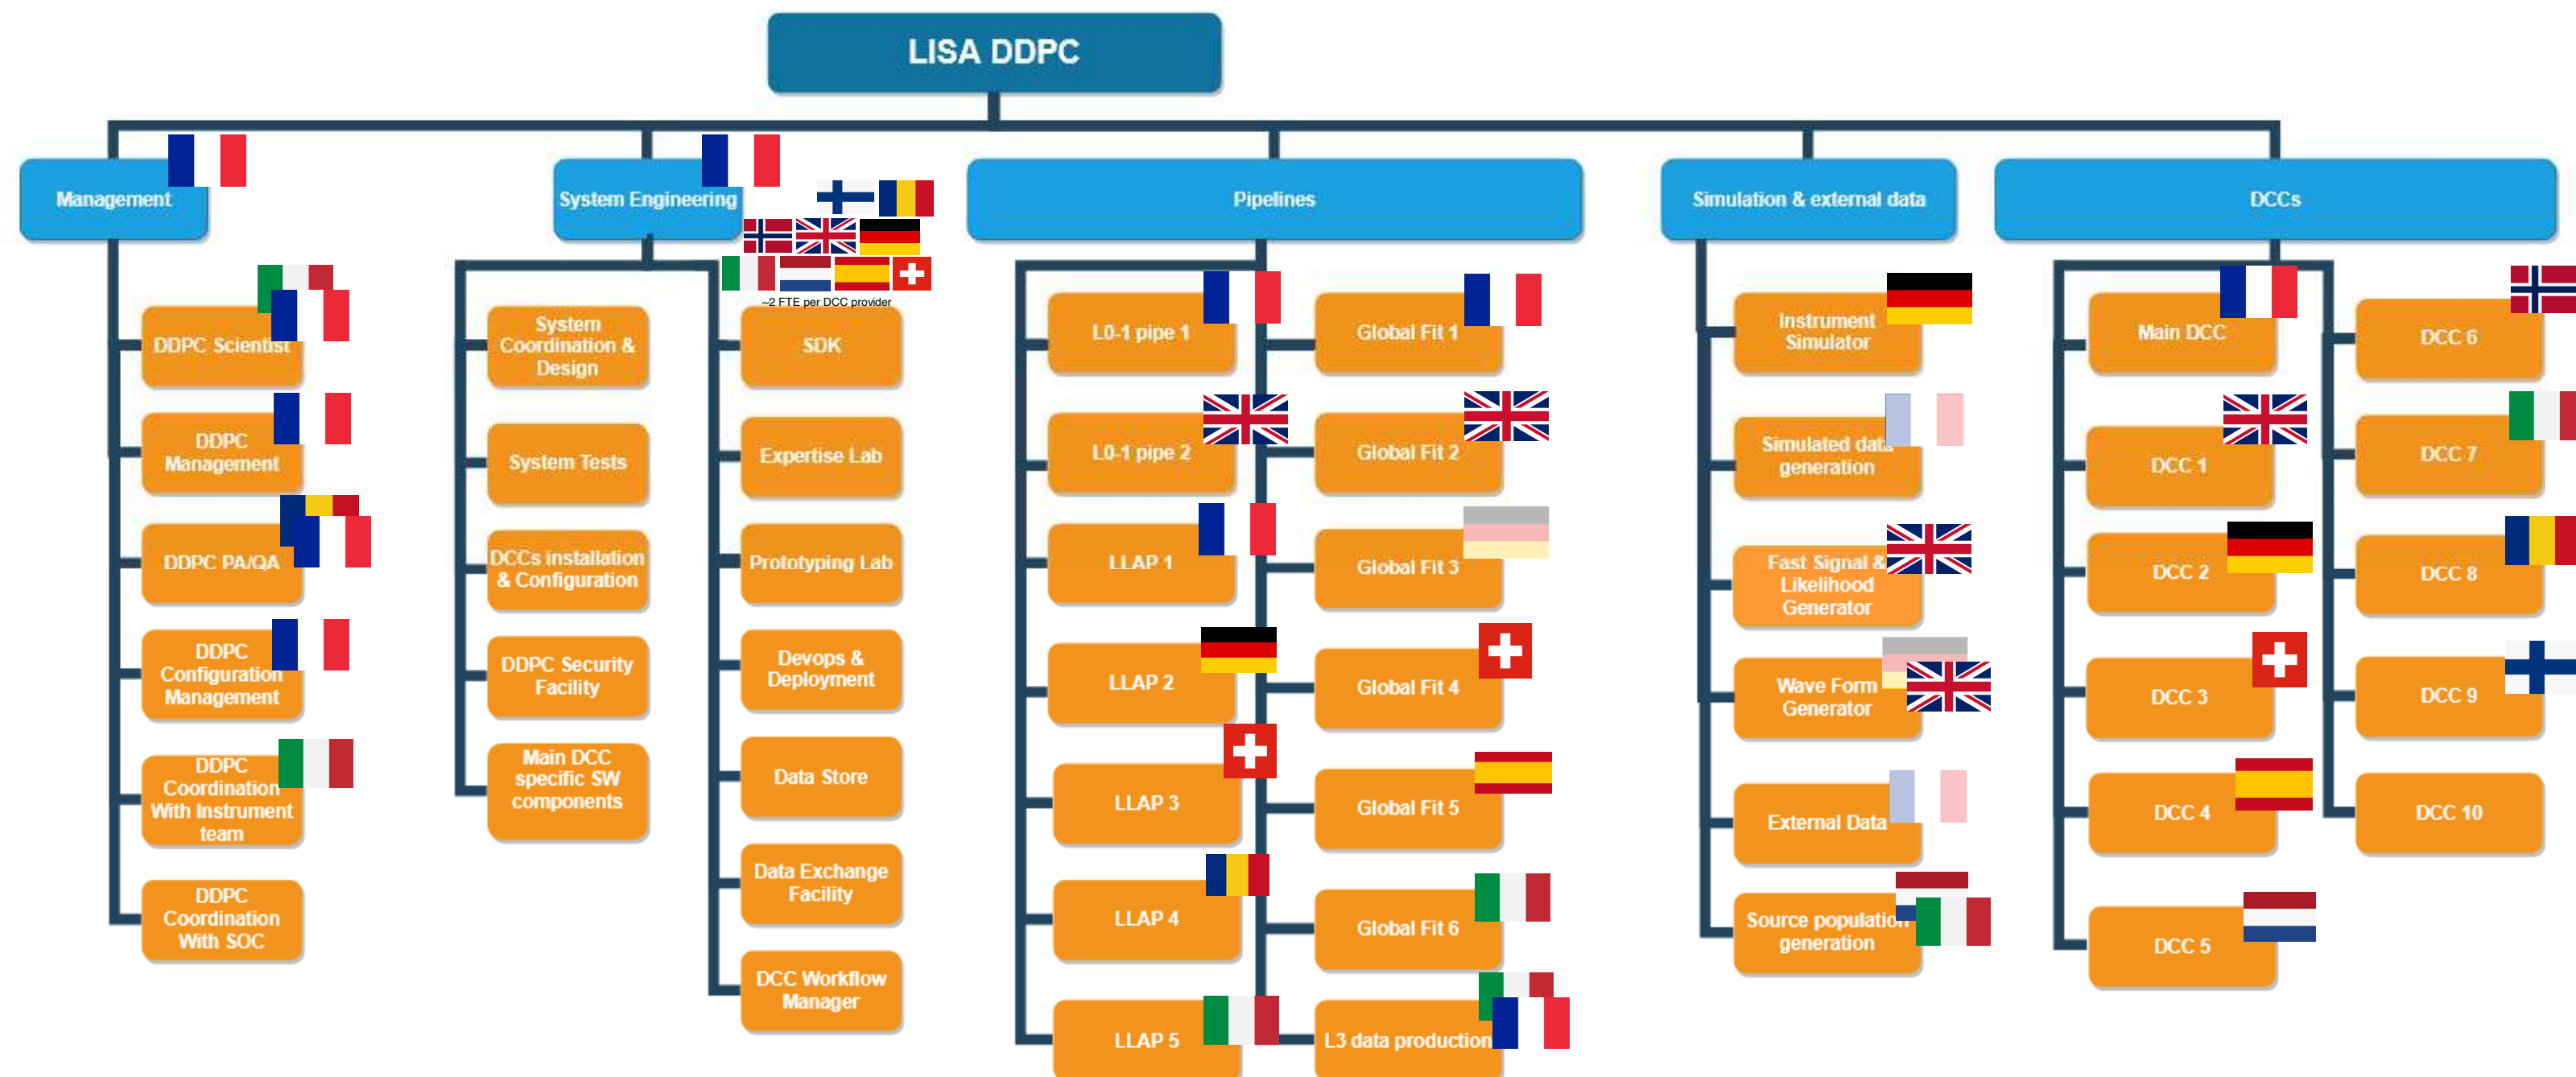 LISA DDPC
Management
System Engineering
Pipelines
Simulation & external data
DCCs
~2 FTE per DCC provider
DDPC Scientist
DDPC
Management
DDPC PA/QA
DDPC
Configuration
Management
DDPC
Coordination
With Instrument
team
DDPC
Coordination
With SOC
System
Coordination &
Design
System Tests
DCCs installation
& Configuration
DDPC Security
Facility
Main DCC
specific SW
components
SDK
Expertise Lab
Prototyping Lab
Devops &
Deployment
Data Store
Data Exchange
Facility
DCC Workflow
Manager
L0-1 pipe 1
L0-1 pipe 2
LLAP 1
LLAP 2
LLAP 3
LLAP 4
LLAP 5
Global Fit 1
Global Fit 2
Global Fit 3
Global Fit 4
Global Fit 5
Global Fit 6
L3 data production
Instrument
Simulator
Simulated data
generation
Fast Signal &
Likelihood
Generator
Wave Form
Generator
External Data
Source population
generation
Main DCC
DCC 1
DCC 2
DCC 3
DCC 4
DCC 5
DCC 6
DCC 7
DCC 8
DCC 9
DCC 10